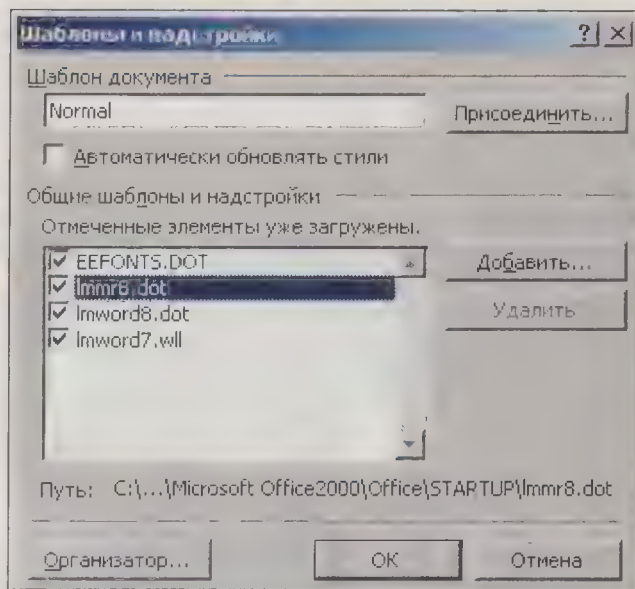 Шаблоны и надстройки
Шаблон документа
Normal
Присоединить...
Автоматически обновлять стили
Общие шаблоны и надстройки
Отмеченные элементы уже загружены.
EEFONTS.DOT
Добавить...
lmmr8.dot
Удалить
lmword8.dot
lmword7.wll
Путь: C:\...\Microsoft Office2000\Office\STARTUP\lmmr8.dot
Организатор...
ОК
Отмена